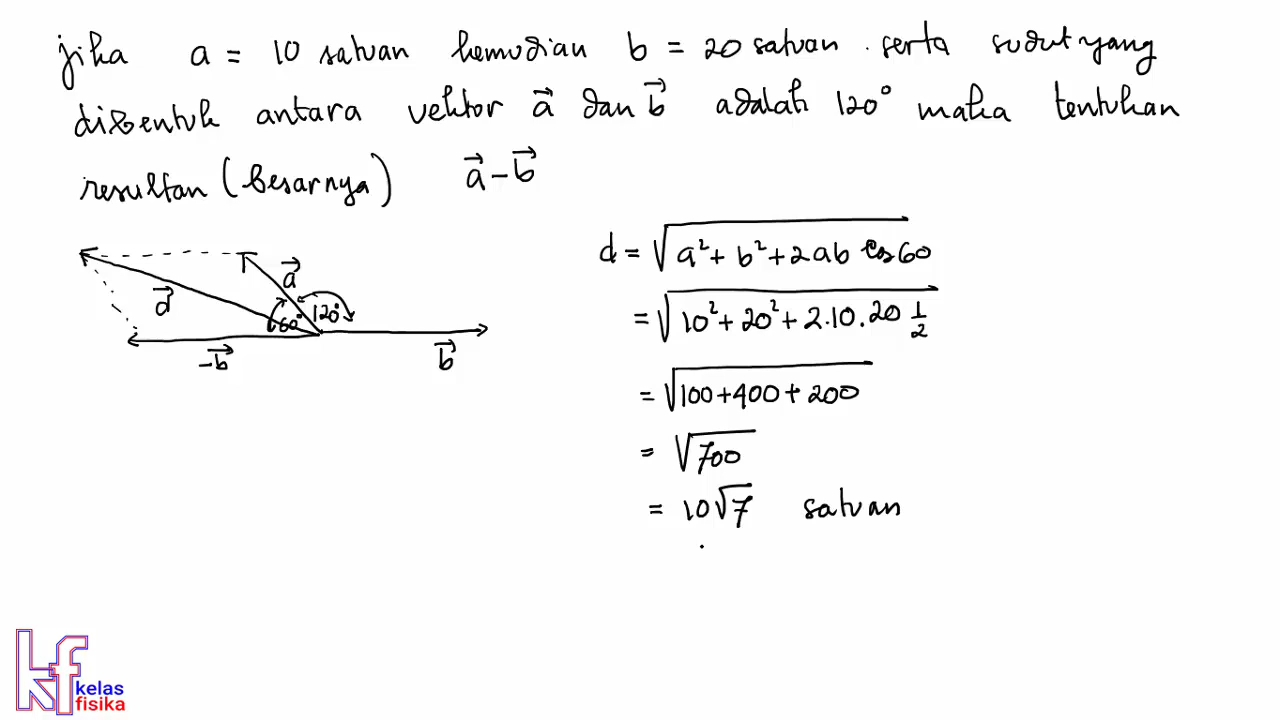 jika a = 10 satuan kemudian b = 20 satuan . serta sudut yang
dibentuk antara vektor a⃗ dan b⃗ adalah 120° maka tentukan
resultan (besarnya) a⃗ - b⃗
d = √(a² + b² + 2ab cos 60)
= √(10² + 20² + 2.10.20 1/2)
= √(100 + 400 + 200)
= √700
= 10√7 satuan
a⃗
d⃗
60°
120°
-b⃗
b⃗
kf
kelas
fisika